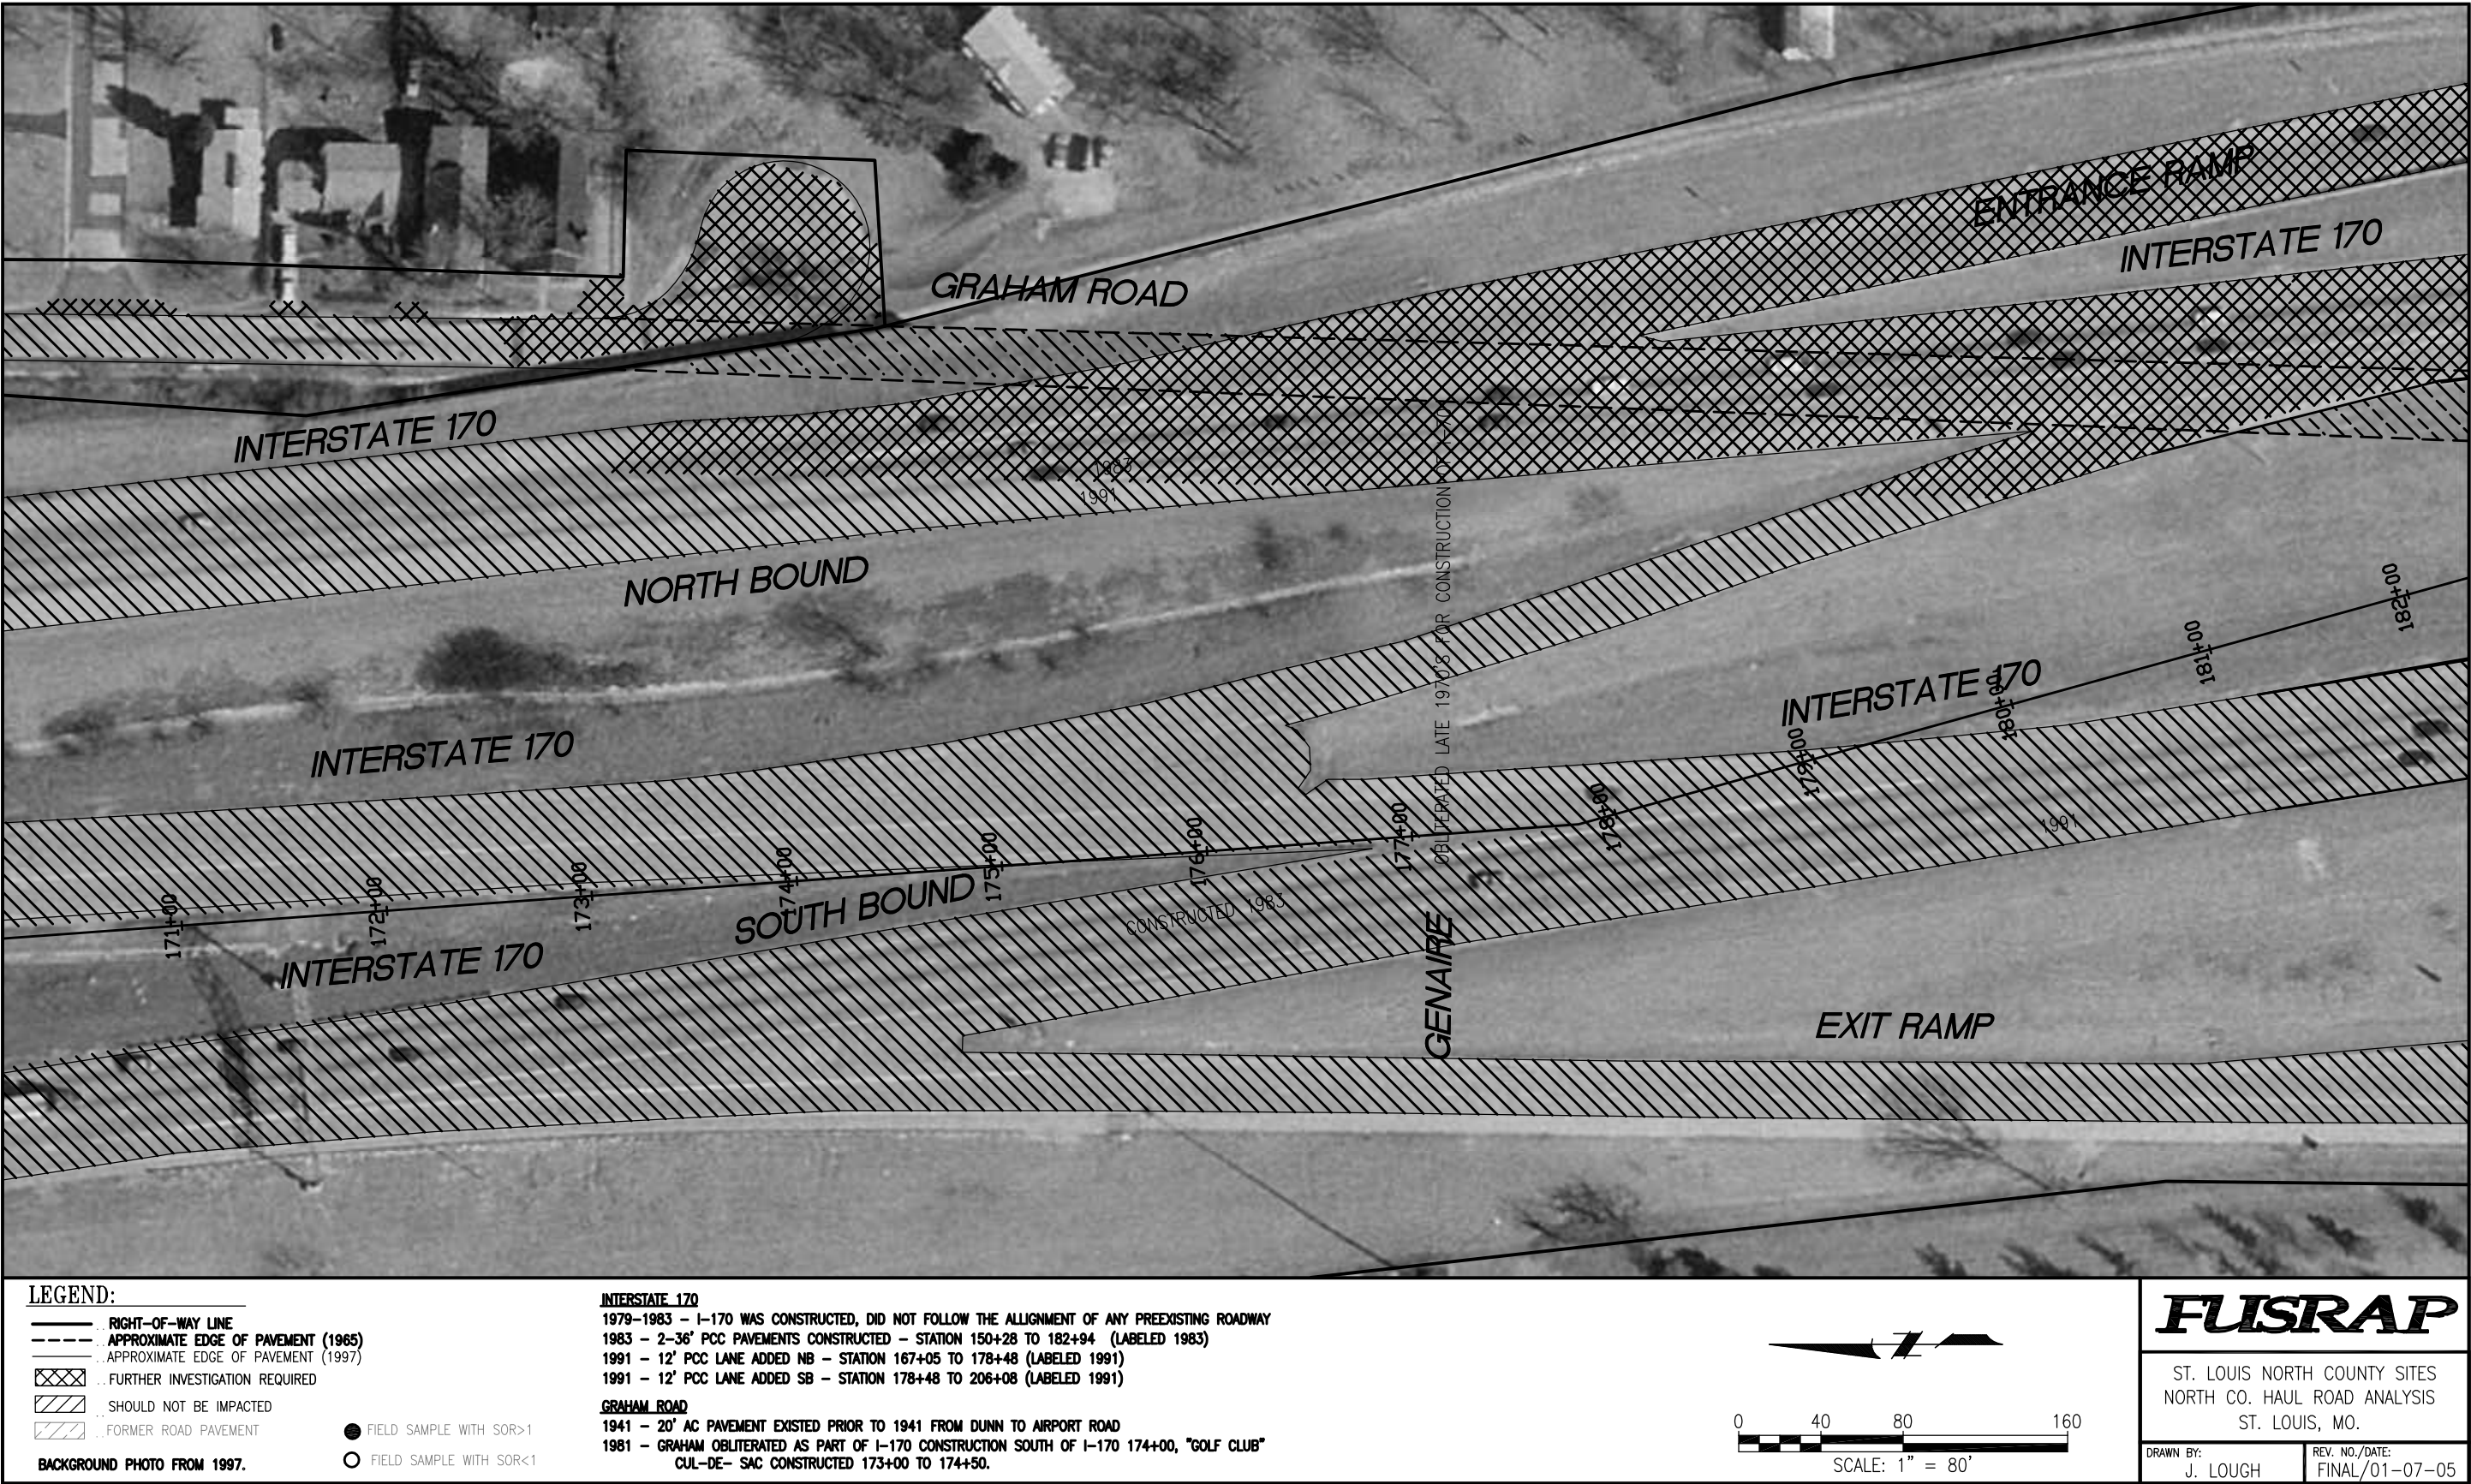 ENTRANCE RAMP
INTERSTATE 170
GRAHAM ROAD
INTERSTATE 170
1983
1991
NORTH BOUND
OBLITERATED LATE 1970'S FOR CONSTRUCTION OF I-70
INTERSTATE 170
INTERSTATE 170
182+00
181+00
180+00
179+00
178+00
177+00
176+00
175+00
174+00
173+00
172+00
171+00
1991
SOUTH BOUND
CONSTRUCTED 1983
INTERSTATE 170
GENAIRE
EXIT RAMP
LEGEND:
RIGHT-OF-WAY LINE
APPROXIMATE EDGE OF PAVEMENT (1965)
APPROXIMATE EDGE OF PAVEMENT (1997)
FURTHER INVESTIGATION REQUIRED
SHOULD NOT BE IMPACTED
FORMER ROAD PAVEMENT
FIELD SAMPLE WITH SOR>1
FIELD SAMPLE WITH SOR<1
BACKGROUND PHOTO FROM 1997.
INTERSTATE 170
1979-1983 - I-170 WAS CONSTRUCTED, DID NOT FOLLOW THE ALLIGNMENT OF ANY PREEXISTING ROADWAY
1983 - 2-36' PCC PAVEMENTS CONSTRUCTED - STATION 150+28 TO 182+94 (LABELED 1983)
1991 - 12' PCC LANE ADDED NB - STATION 167+05 TO 178+48 (LABELED 1991)
1991 - 12' PCC LANE ADDED SB - STATION 178+48 TO 206+08 (LABELED 1991)
GRAHAM ROAD
1941 - 20' AC PAVEMENT EXISTED PRIOR TO 1941 FROM DUNN TO AIRPORT ROAD
1981 - GRAHAM OBLITERATED AS PART OF I-170 CONSTRUCTION SOUTH OF I-170 174+00, "GOLF CLUB"
CUL-DE- SAC CONSTRUCTED 173+00 TO 174+50.
0 40 80 160
SCALE: 1" = 80'
FUSRAP
ST. LOUIS NORTH COUNTY SITES
NORTH CO. HAUL ROAD ANALYSIS
ST. LOUIS, MO.
DRAWN BY:
J. LOUGH
REV. NO./DATE:
FINAL/01-07-05